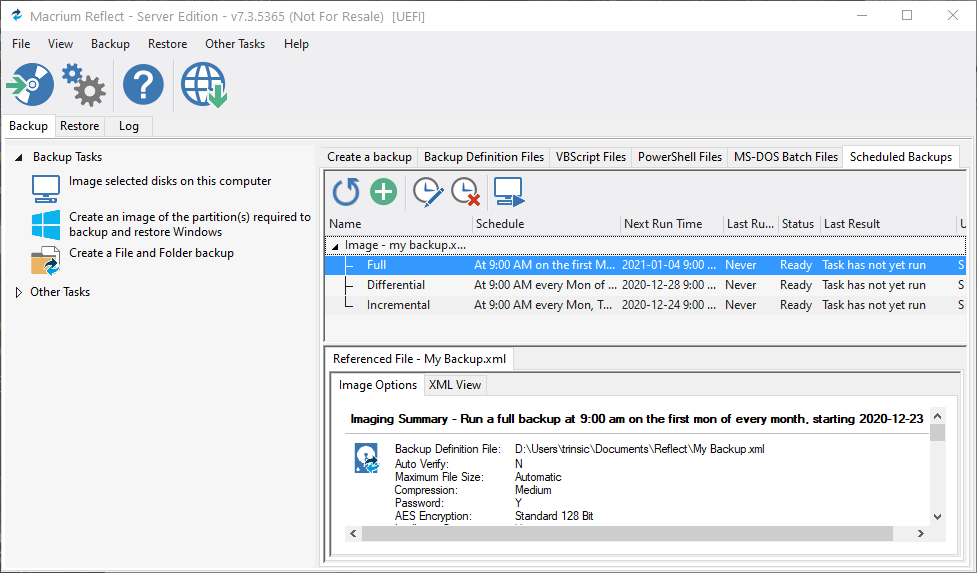 Macrium Reflect - Server Edition - v7.3.5365 (Not For Resale) [UEFI]
File View Backup Restore Other Tasks Help
Backup Restore Log
Backup Tasks
Image selected disks on this computer
Create an image of the partition(s) required to
backup and restore Windows
Create a File and Folder backup
Other Tasks
Create a backup Backup Definition Files VBScript Files PowerShell Files MS-DOS Batch Files Scheduled Backups
Name Schedule Next Run Time Last Ru... Status Last Result U
Image - my backup.x...
Full At 9:00 AM on the first M... 2021-01-04 9:00 ... Never Ready Task has not yet run S
Differential At 9:00 AM every Mon of ... 2020-12-28 9:00 ... Never Ready Task has not yet run S
Incremental At 9:00 AM every Mon, T... 2020-12-24 9:00 ... Never Ready Task has not yet run S
Referenced File - My Backup.xml
Image Options XML View
Imaging Summary - Run a full backup at 9:00 am on the first mon of every month, starting 2020-12-23
Backup Definition File: D:\Users\trinsic\Documents\Reflect\My Backup.xml
Auto Verify: N
Maximum File Size: Automatic
Compression: Medium
Password: Y
AES Encryption: Standard 128 Bit